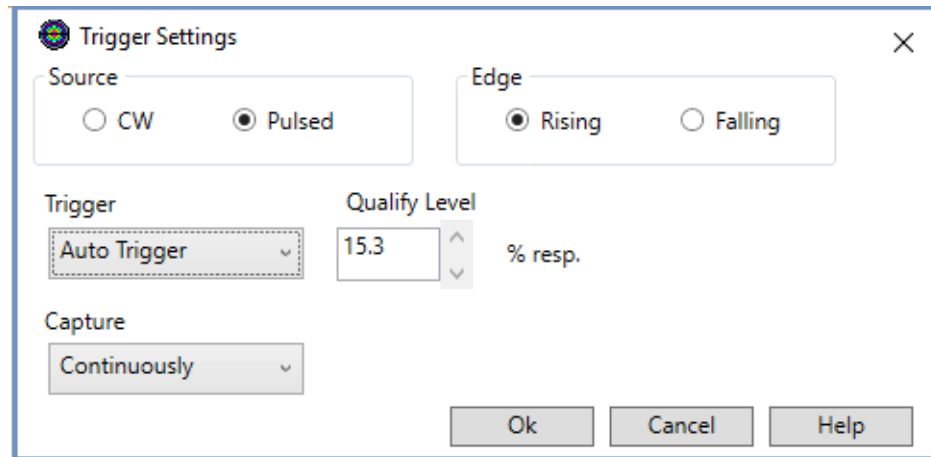 Trigger Settings
Source
CW
Pulsed
Edge
Rising
Falling
Trigger
Auto Trigger
Qualify Level
15.3
% resp.
Capture
Continuously
Ok
Cancel
Help